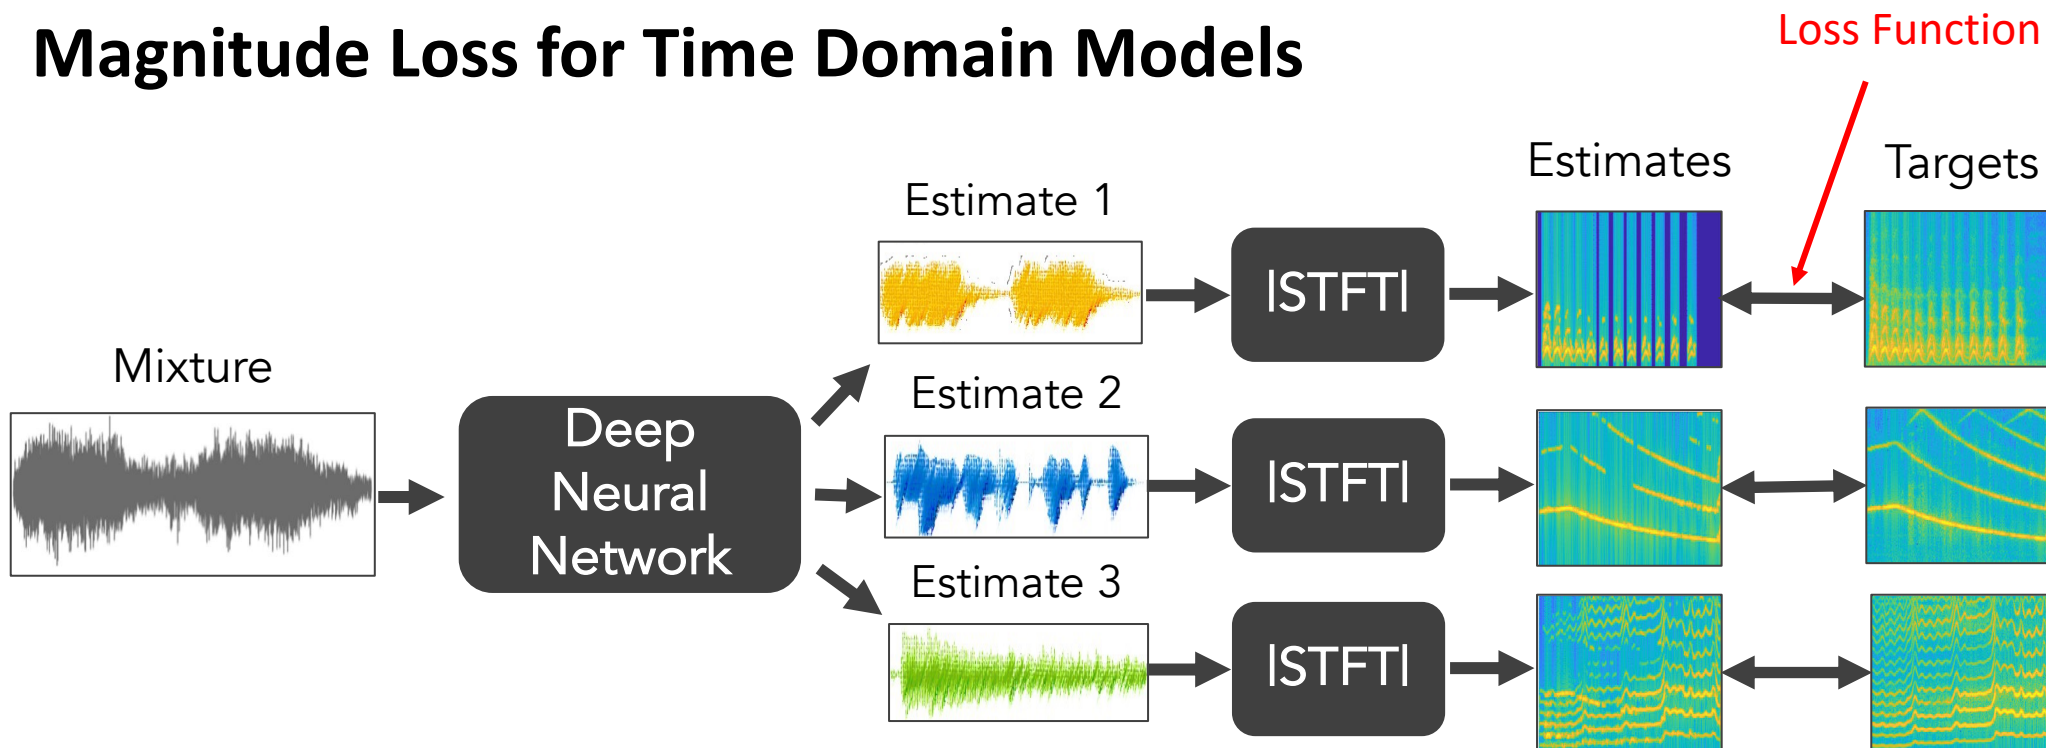 Magnitude Loss for Time Domain Models
Loss Function
Estimates
Targets
Estimate 1
|STFT|
Mixture
Deep
Neural
Network
Estimate 2
|STFT|
Estimate 3
|STFT|